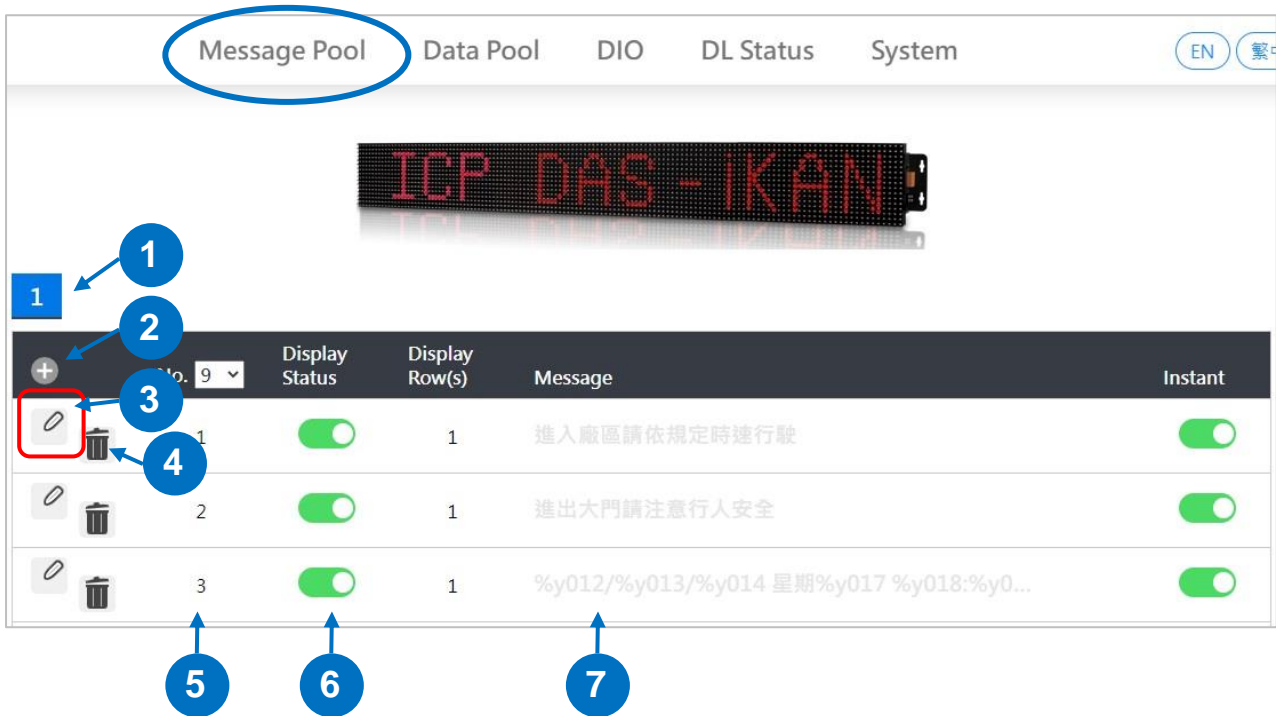 Message Pool Data Pool DIO DL Status System EN 繁中
ICP DAS - iKAN
1
1
2
No. 9 Display Status Display Row(s) Message Instant
3
1 1 進入廠區請依規定時速行駛
4
2 1 進出大門請注意行人安全
3 1 %y012/%y013/%y014 星期%y017 %y018:%y0...
5 6 7